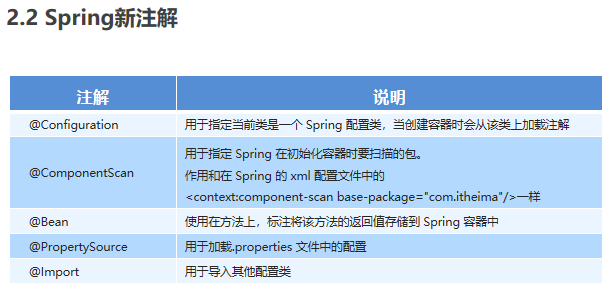 2.2 Spring新注解
注解 说明
@Configuration 用于指定当前类是一个 Spring 配置类，当创建容器时会从该类上加载注解
@ComponentScan 用于指定 Spring 在初始化容器时要扫描的包。
作用和在 Spring 的 xml 配置文件中的
<context:component-scan base-package="com.itheima"/>一样
@Bean 使用在方法上，标注将该方法的返回值存储到 Spring 容器中
@PropertySource 用于加载.properties 文件中的配置
@Import 用于导入其他配置类